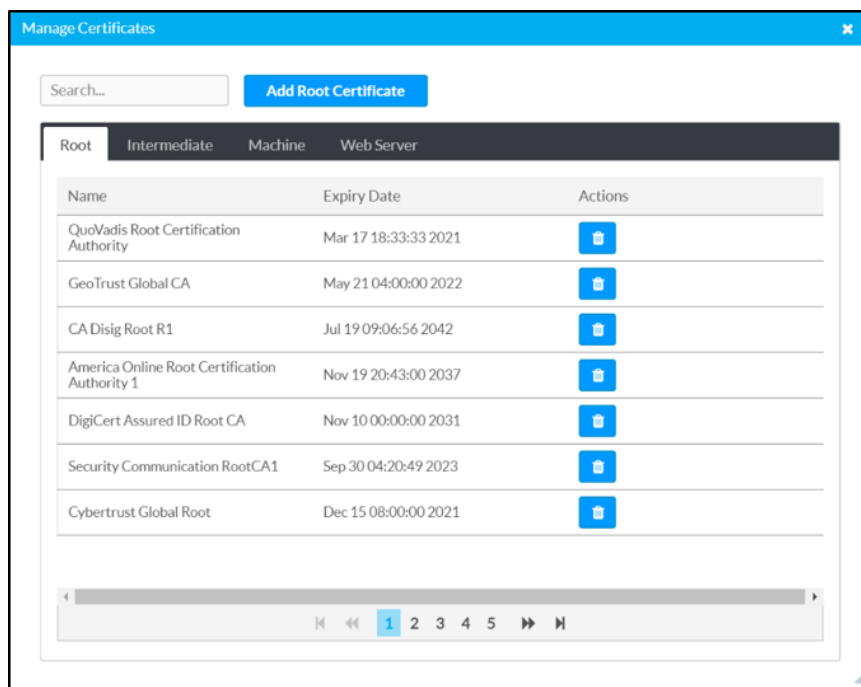 Manage Certificates
Search...
Add Root Certificate
Root Intermediate Machine Web Server
Name Expiry Date Actions
QuoVadis Root Certification
Authority
Mar 17 18:33:33 2021
GeoTrust Global CA May 21 04:00:00 2022
CA Disig Root R1 Jul 19 09:06:56 2042
America Online Root Certification
Authority 1
Nov 19 20:43:00 2037
DigiCert Assured ID Root CA Nov 10 00:00:00 2031
Security Communication RootCA1 Sep 30 04:20:49 2023
Cybertrust Global Root Dec 15 08:00:00 2021
1 2 3 4 5